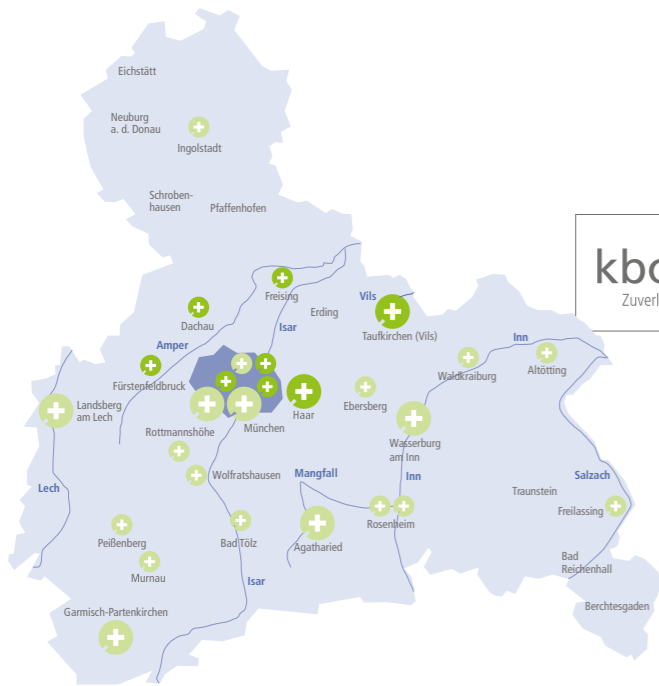 Eichstätt
Neuburg
a. d. Donau
Ingolstadt
Schroben-
hausen
Pfaffenhofen
Freising
Vils
Erding
Dachau
Isar
Taufkirchen (Vils)
Amper
Inn
Fürstenfeldbruck
Waldkraiburg
Altötting
Landsberg
am Lech
Haar
Ebersberg
Rottmannshöhe
München
Wasserburg
am Inn
Wolfratshausen
Mangfall
Inn
Salzach
Lech
Traunstein
Freilassing
Peißenberg
Bad Tölz
Agatharied
Rosenheim
Bad
Reichenhall
Murnau
Isar
Garmisch-Partenkirchen
Berchtesgaden